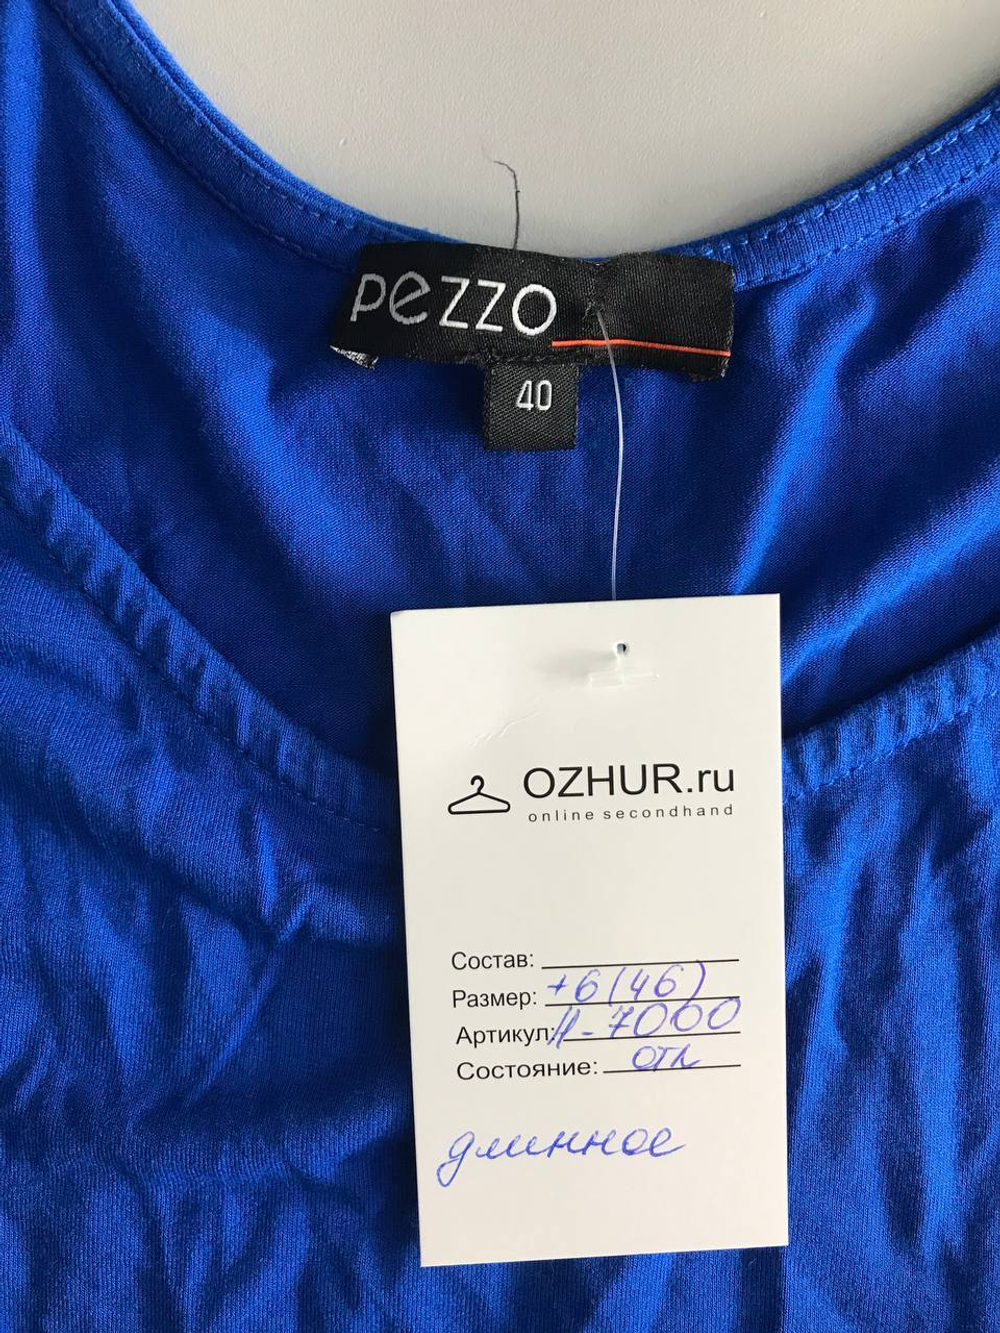 pezzo
40
OZHUR.ru
online secondhand
Состав:
Размер: +6 (46)
Артикул: Н-7000
Состояние: отл
длинное